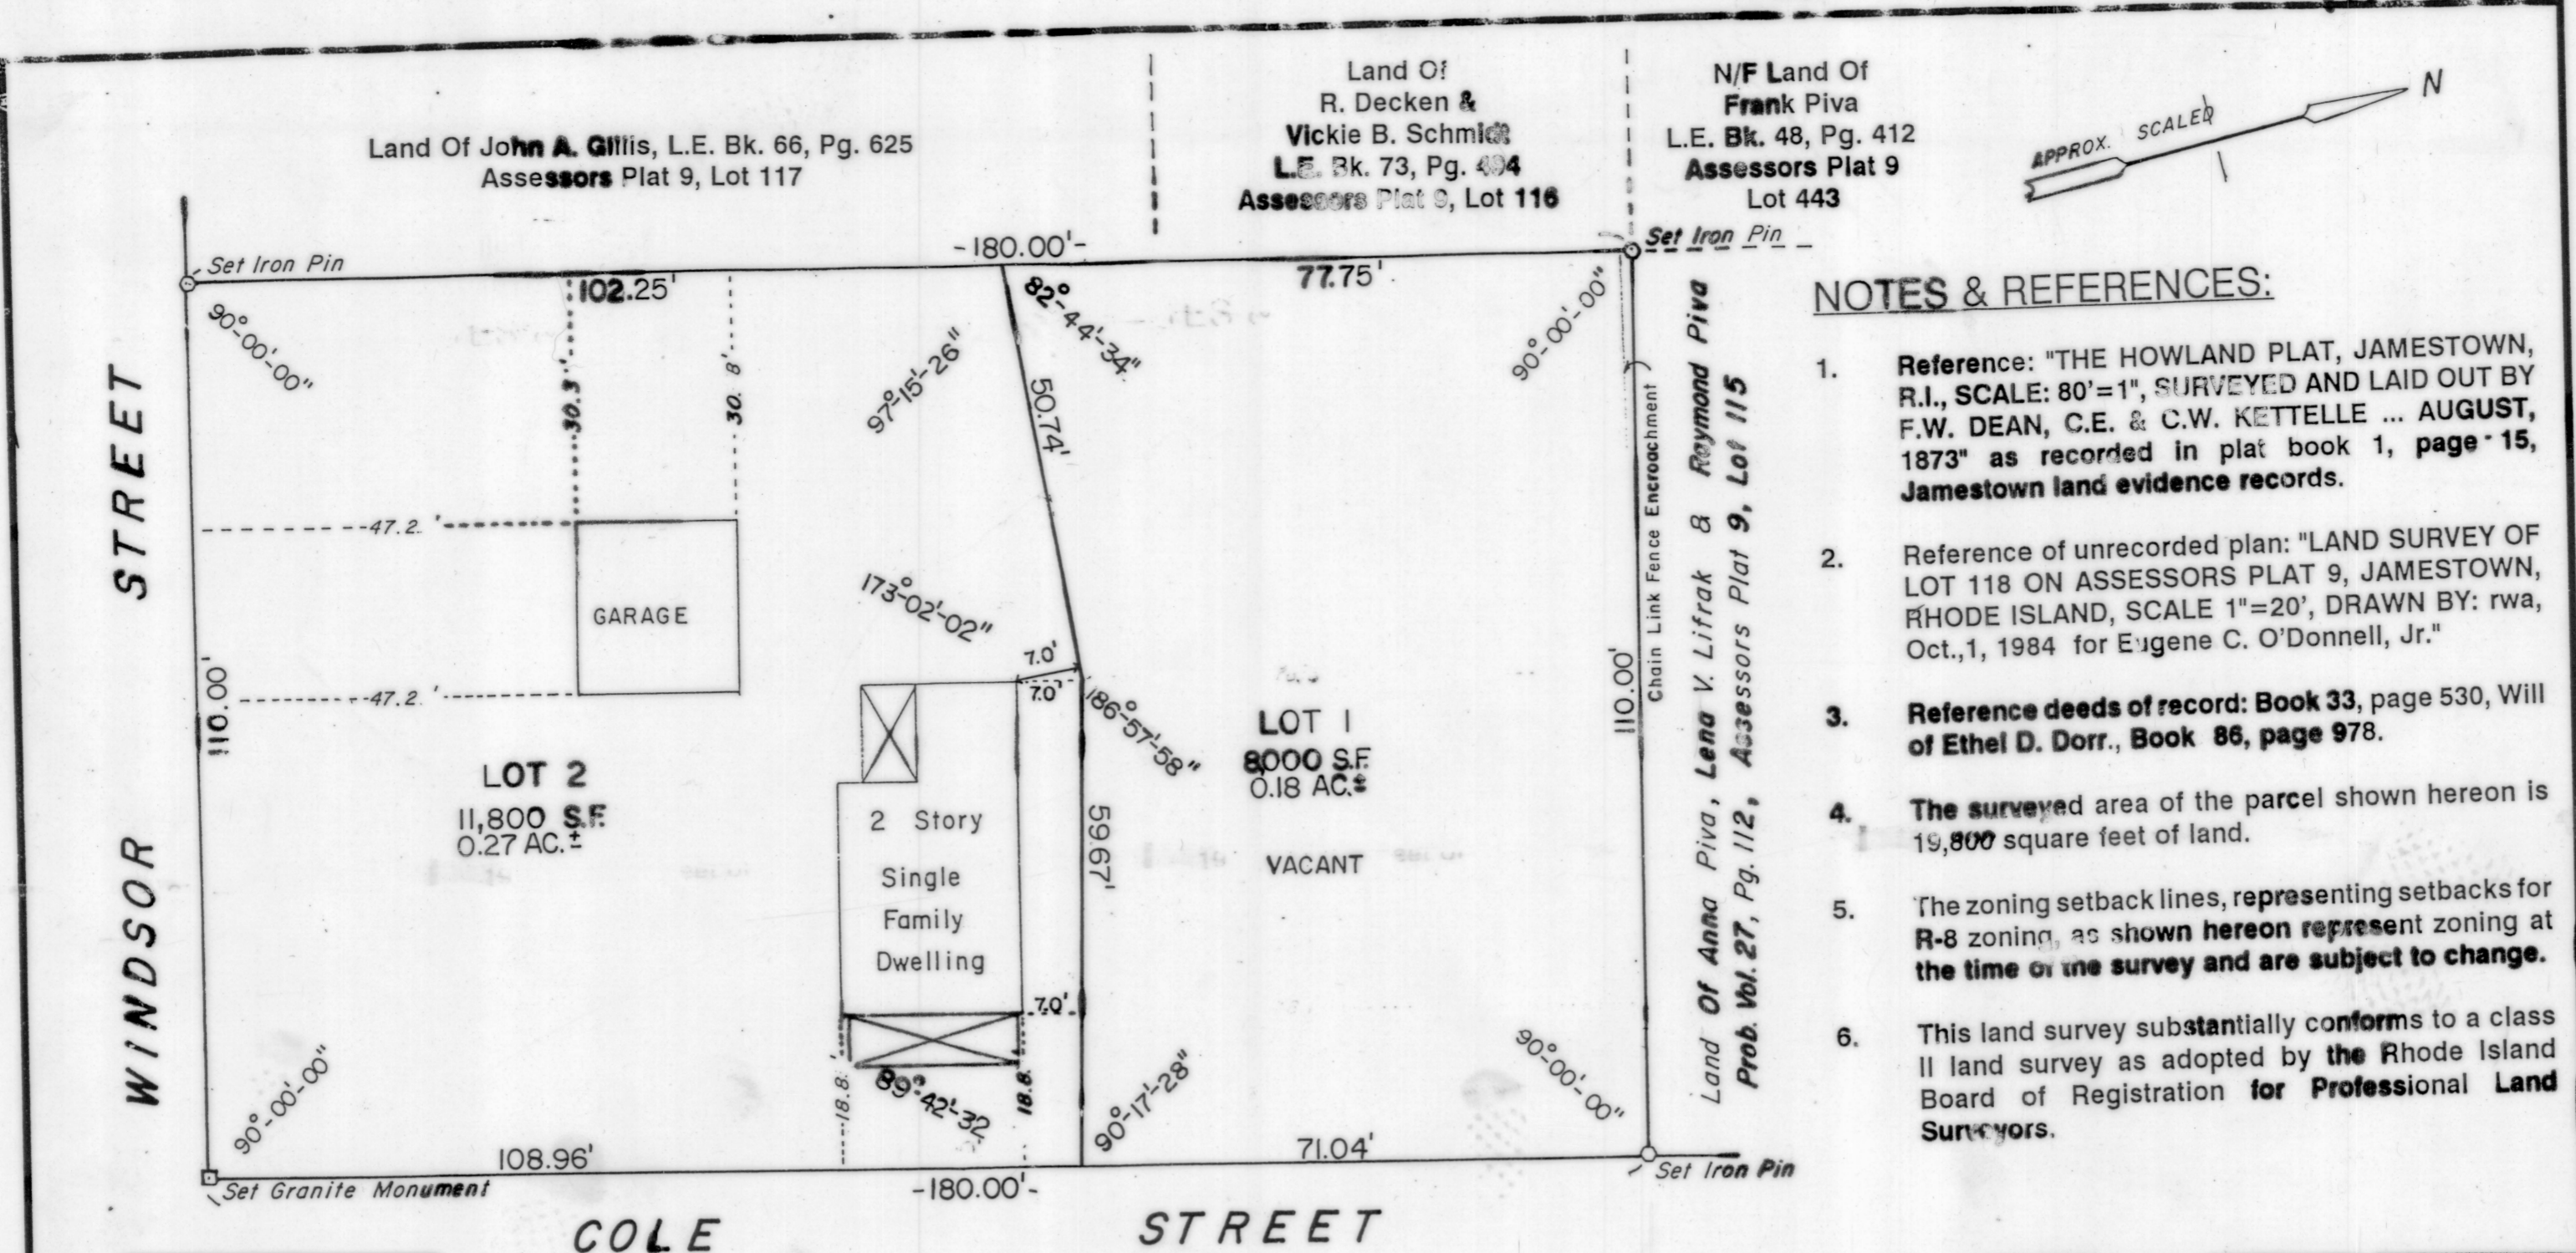 Land Of John A. Gillis, L.E. Bk. 66, Pg. 625
Assessors Plat 9, Lot 117
Land Of
R. Decken &
Vickie B. Schmidt
L.E. Bk. 73, Pg.
Assessors Plat 9, Lot 116
N/F Land Of
Frank Piva
L.E. Bk. 48, Pg. 412
Assessors Plat 9
Lot 443
APPROX. SCALED
N
Set Iron Pin
-180.00'-
Set Iron Pin
102.25'
77.75'
90°-00'-00"
30.3'
30.8'
97°-15'-26"
82°-44'-34"
50.74'
90°-00'-00"
47.2'
GARAGE
47.2'
173°-02'-02"
7.0'
7.0'
186°-57'-58"
110.00'
LOT 2
11,800 S.F.
0.27 AC.±
2 Story
Single
Family
Dwelling
LOT 1
8000 S.F.
0.18 AC.±
VACANT
59.67'
110.00'
Chain Link Fence Encroachment
Land Of Anna Piva, Lena V. Lifrak & Raymond Piva
Prob. Vol. 27, Pg. 112, Assessors Plat 9, Lot 115
7.0'
18.8'
18.8'
89°-42'-32
90°-17'-28"
90°-00'-00"
90°-00'-00"
108.96'
71.04'
Set Granite Monument
-180.00'-
Set Iron Pin
WINDSOR STREET
COLE STREET
NOTES & REFERENCES:
1. Reference: "THE HOWLAND PLAT, JAMESTOWN,
R.I., SCALE: 80'=1", SURVEYED AND LAID OUT BY
F.W. DEAN, C.E. & C.W. KETTELLE ... AUGUST,
1873" as recorded in plat book 1, page 15,
Jamestown land evidence records.
2. Reference of unrecorded plan: "LAND SURVEY OF
LOT 118 ON ASSESSORS PLAT 9, JAMESTOWN,
RHODE ISLAND, SCALE 1"=20', DRAWN BY: rwa,
Oct.,1, 1984 for Eugene C. O'Donnell, Jr."
3. Reference deeds of record: Book 33, page 530, Will
of Ethel D. Dorr., Book 86, page 978.
4. The surveyed area of the parcel shown hereon is
19,800 square feet of land.
5. The zoning setback lines, representing setbacks for
R-8 zoning, as shown hereon represent zoning at
the time of the survey and are subject to change.
6. This land survey substantially conforms to a class
II land survey as adopted by the Rhode Island
Board of Registration for Professional Land
Surveyors.